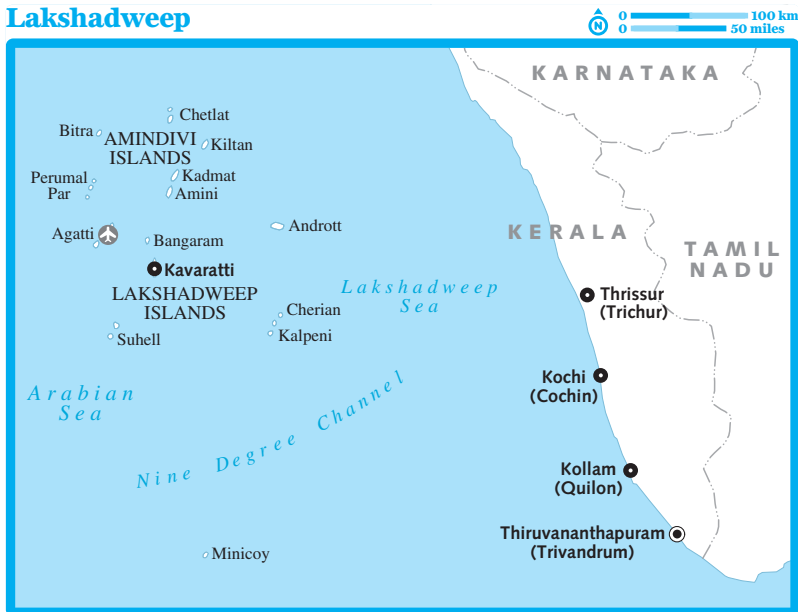 Lakshadweep
N
0 100 km
0 50 miles
KARNATAKA
Chetlat
Bitra
AMINDIVI
ISLANDS
Kiltan
Perumal
Par
Kadmat
Amini
Agatti
Bangaram
Andrott
KERALA
TAMIL
NADU
Kavaratti
LAKSHADWEEP
ISLANDS
Lakshadweep
Sea
Thrissur
(Trichur)
Cherian
Kalpeni
Suhell
Kochi
(Cochin)
Arabian
Sea
Nine Degree Channel
Kollam
(Quilon)
Thiruvananthapuram
(Trivandrum)
Minicoy